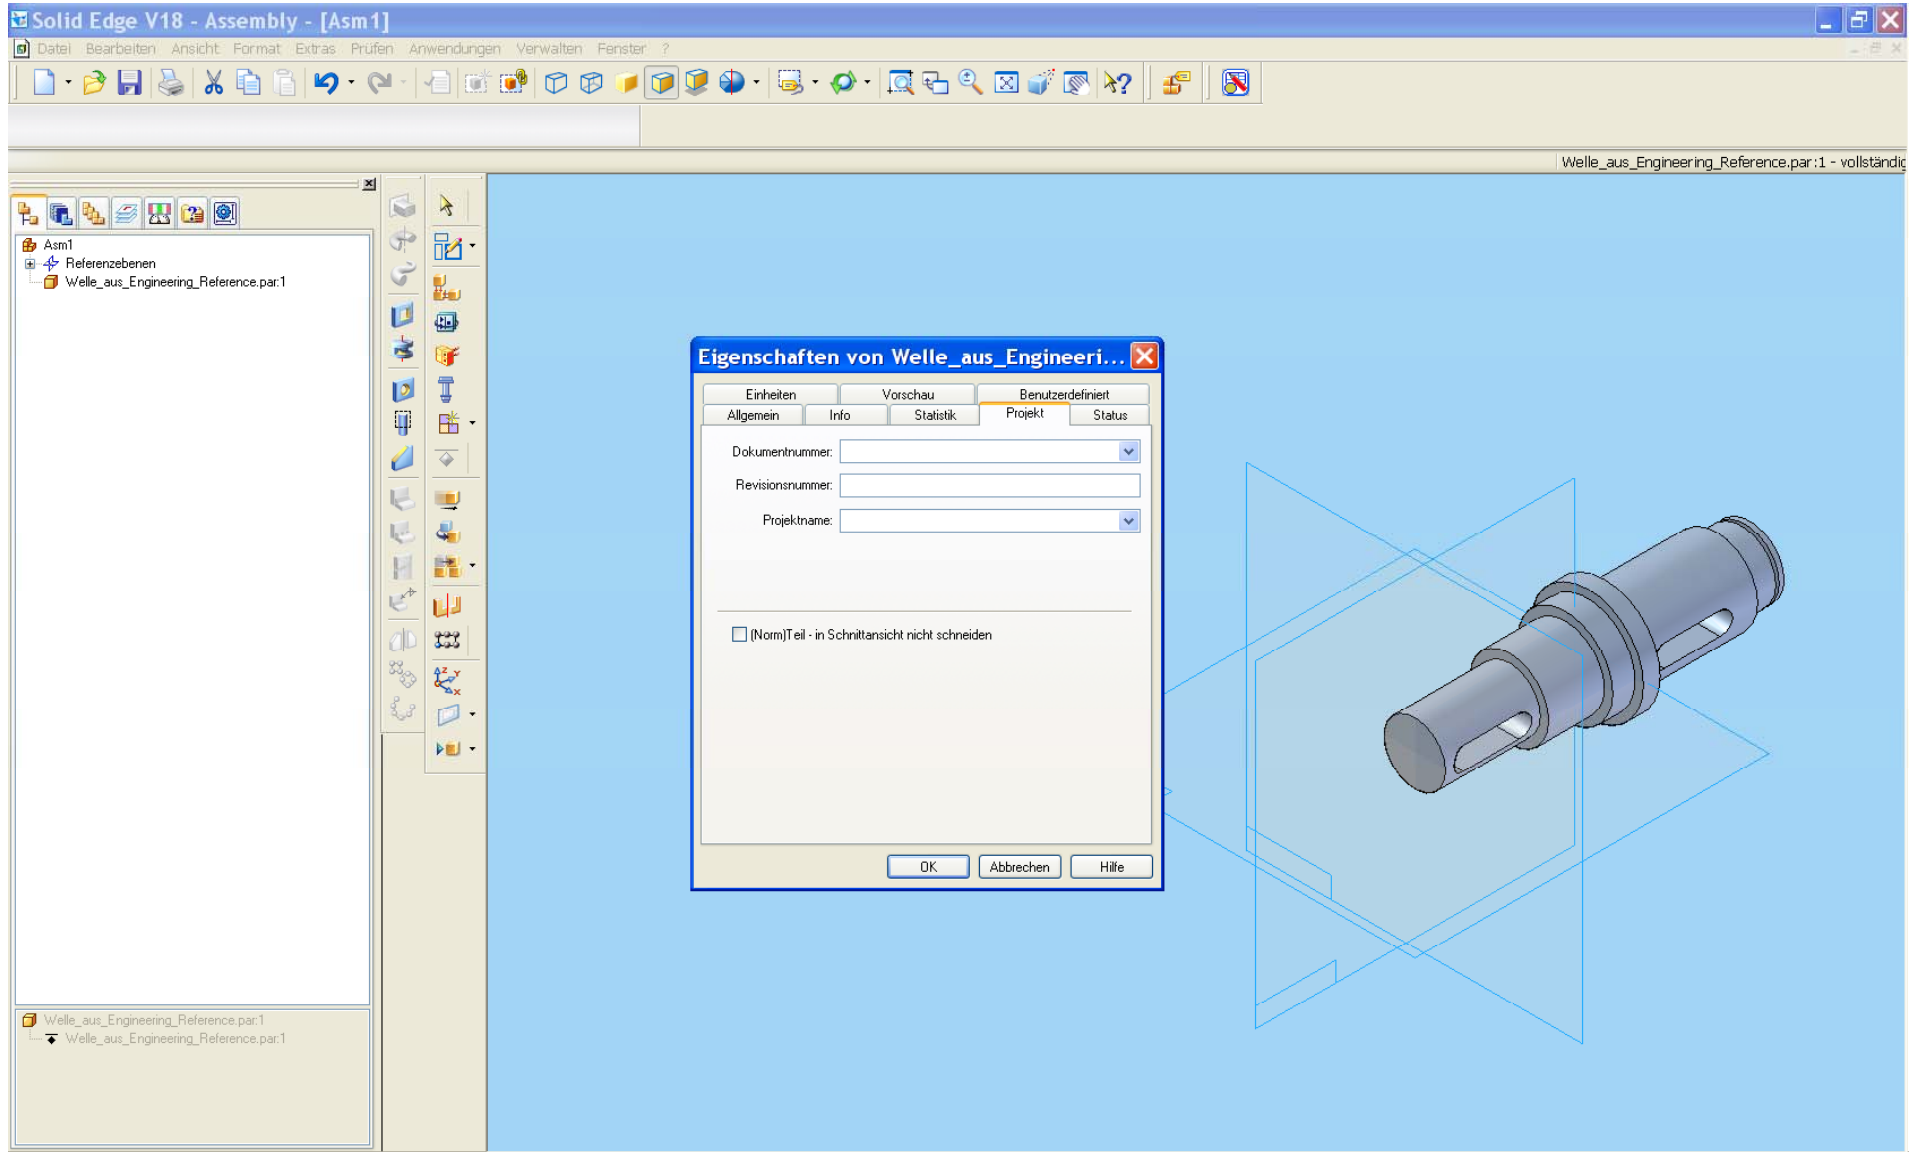 Solid Edge V18 - Assembly - [Asm1]
Datei Bearbeiten Ansicht Format Extras Prüfen Anwendungen Verwalten Fenster ?
Welle_aus_Engineering_Reference.par:1 - vollständig
Asm1
Referenzebenen
Welle_aus_Engineering_Reference.par:1
Eigenschaften von Welle_aus_Engineeri...
Einheiten Vorschau Benutzerdefiniert
Allgemein Info Statistik Projekt Status
Dokumentnummer:
Revisionsnummer:
Projektname:
(Norm)Teil - in Schnittansicht nicht schneiden
OK Abbrechen Hilfe
Welle_aus_Engineering_Reference.par:1
Welle_aus_Engineering_Reference.par:1